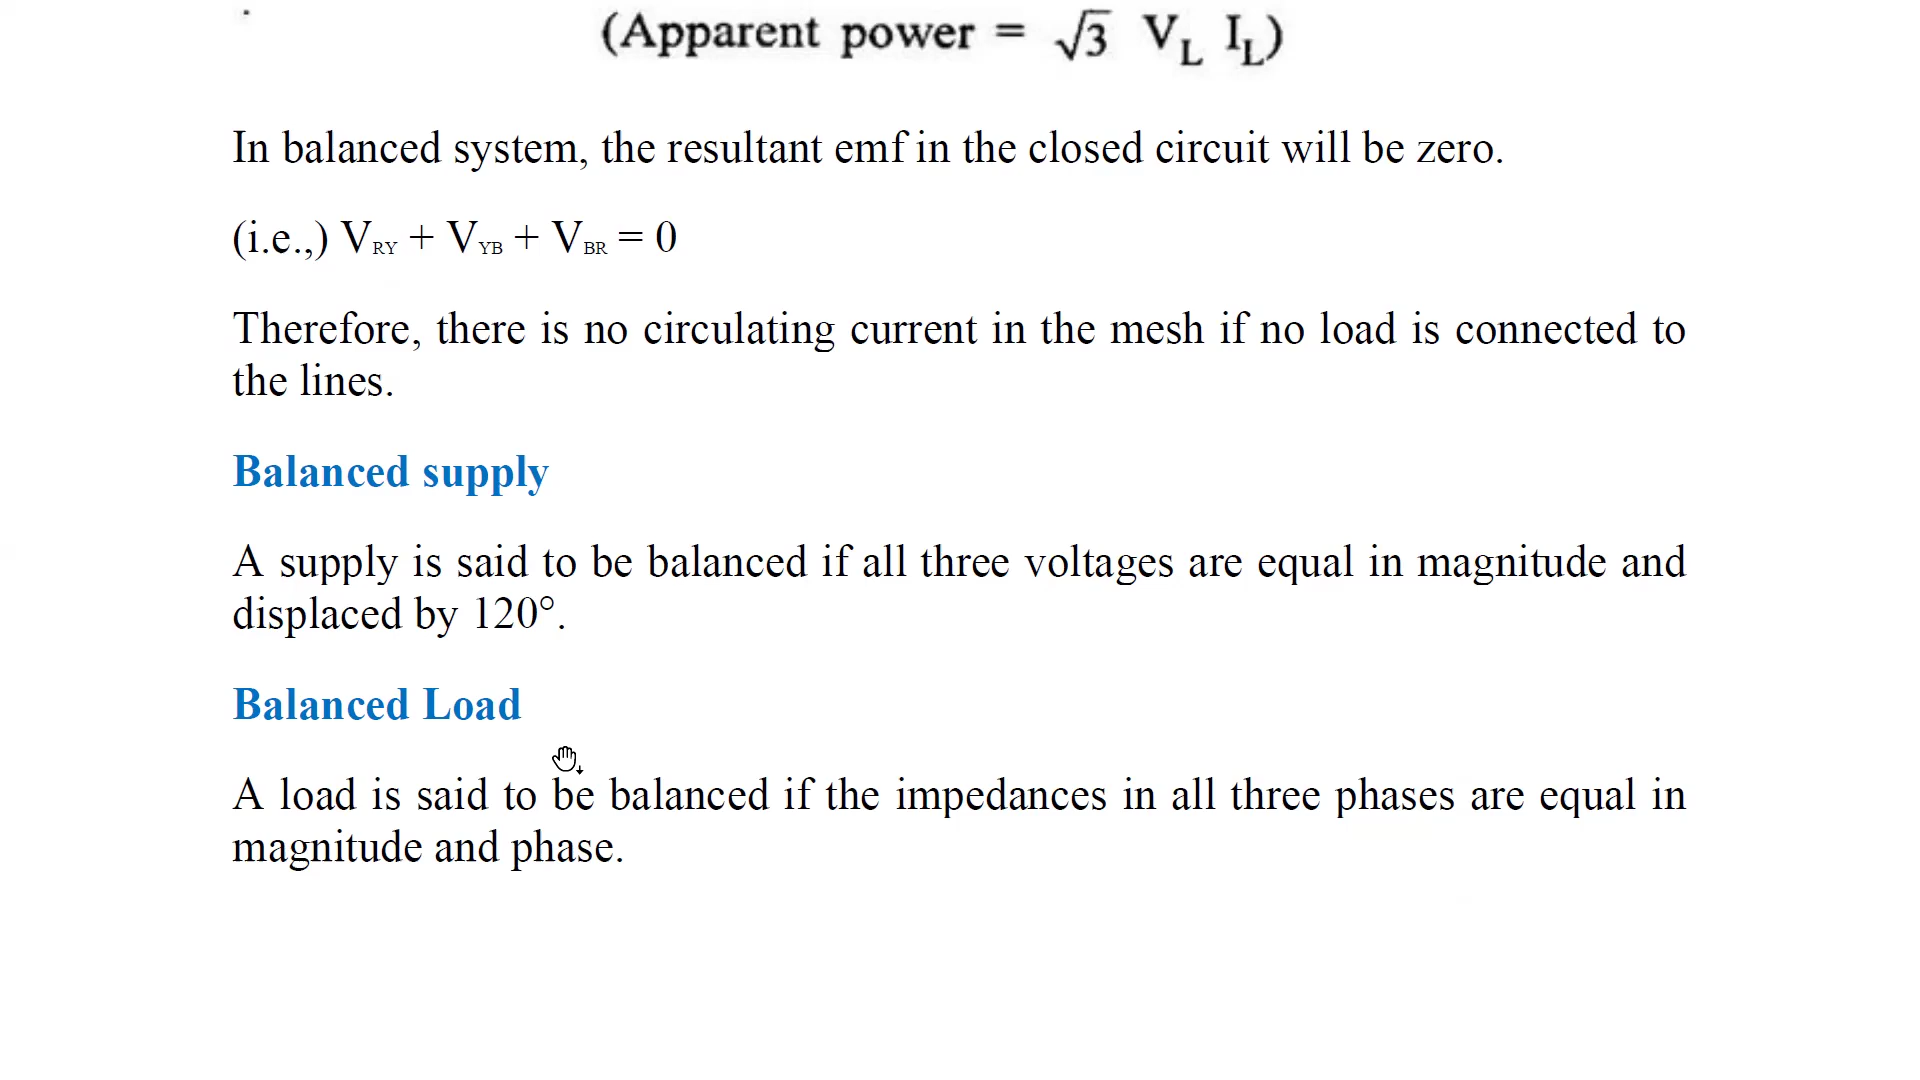 (Apparent power = √3 V_L I_L)
In balanced system, the resultant emf in the closed circuit will be zero.
(i.e.,) V_RY + V_YB + V_BR = 0
Therefore, there is no circulating current in the mesh if no load is connected to
the lines.
Balanced supply
A supply is said to be balanced if all three voltages are equal in magnitude and
displaced by 120°.
Balanced Load
A load is said to be balanced if the impedances in all three phases are equal in
magnitude and phase.